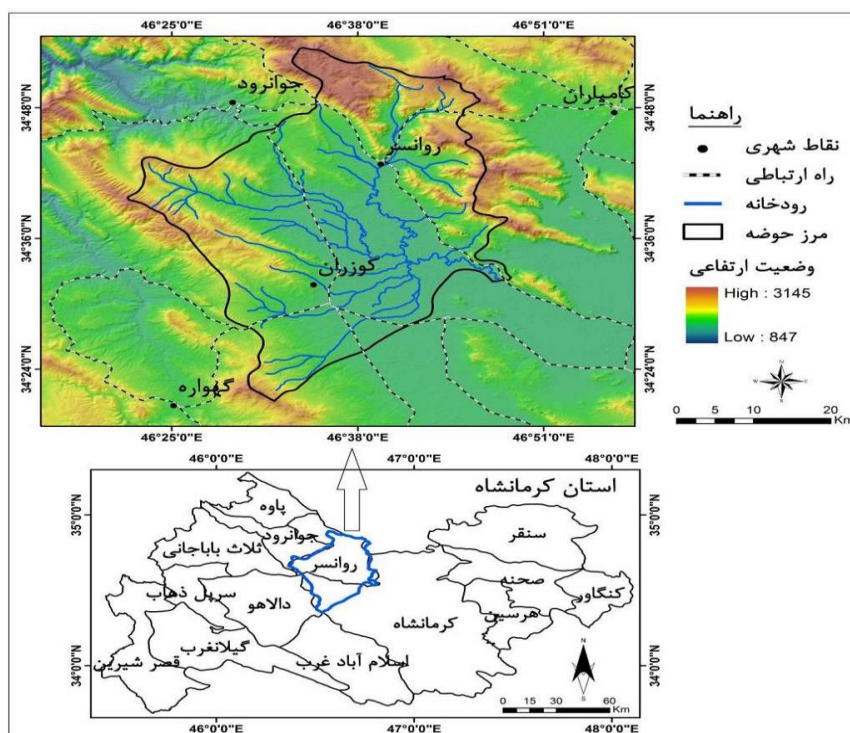 46°25'0"E 46°38'0"E 46°51'0"E
34°48'0"N
34°36'0"N
34°24'0"N
جوانرود
کامیاران
روانسر
کوزران
گهواره
34°48'0"N
34°36'0"N
34°24'0"N
46°25'0"E 46°38'0"E 46°51'0"E
راهنما
نقاط شهری
راه ارتباطی
رودخانه
مرز حوضه
وضعیت ارتفاعی
High : 3145
Low : 847
N
W E
S
0 5 10 20
Km
46°0'0"E 47°0'0"E 48°0'0"E
35°0'0"N
34°0'0"N
استان کرمانشاه
پاوه
جوانرود
ثلاث باباجانی
روانسر
سنقر
صحنه
کنگاور
سرپل ذهاب
دالاهو
کرمانشاه
هرسین
گیلانغرب
اسلام آباد غرب
قصر شیرین
35°0'0"N
34°0'0"N
N
S
0 15 30 60
Km
46°0'0"E 47°0'0"E 48°0'0"E